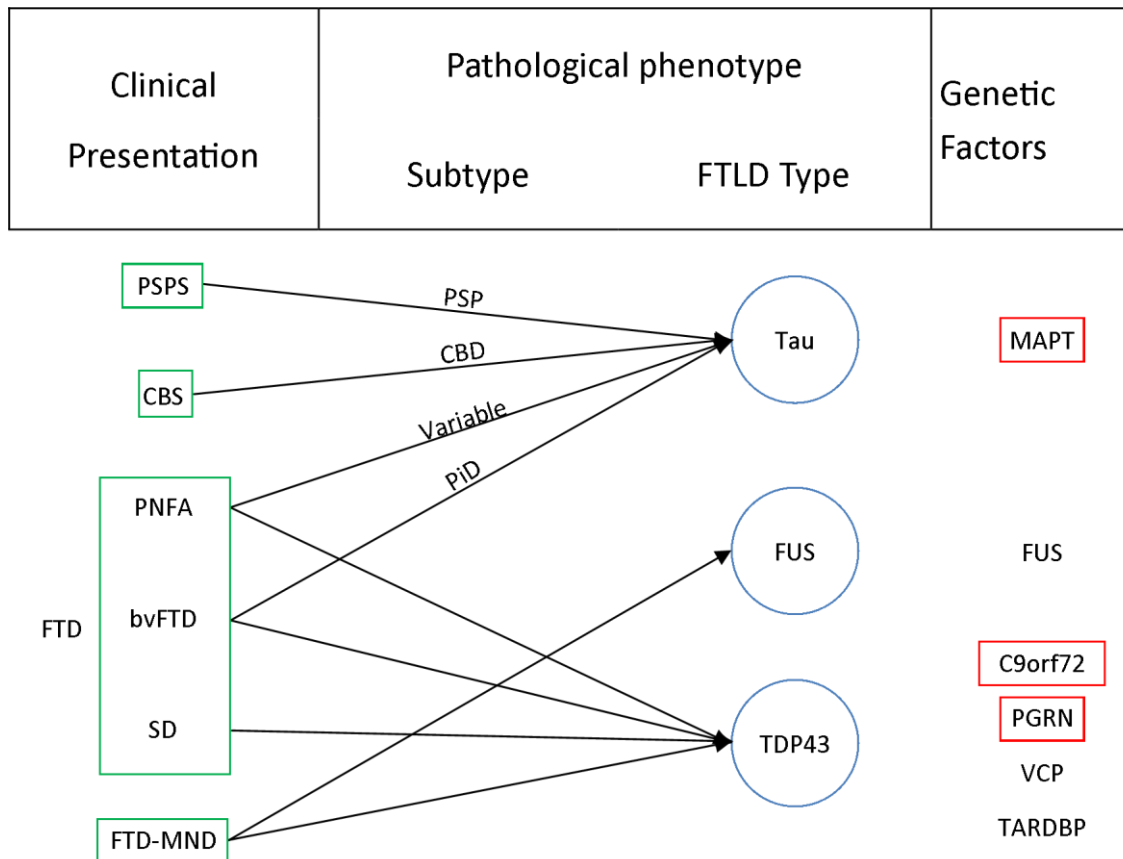 Clinical
Presentation
Pathological phenotype
Subtype
FTLD Type
Genetic
Factors
PSPS
PSP
Tau
MAPT
CBD
CBS
Variable
PiD
PNFA
FUS
FUS
FTD
bvFTD
C9orf72
PGRN
SD
TDP43
VCP
FTD-MND
TARDBP